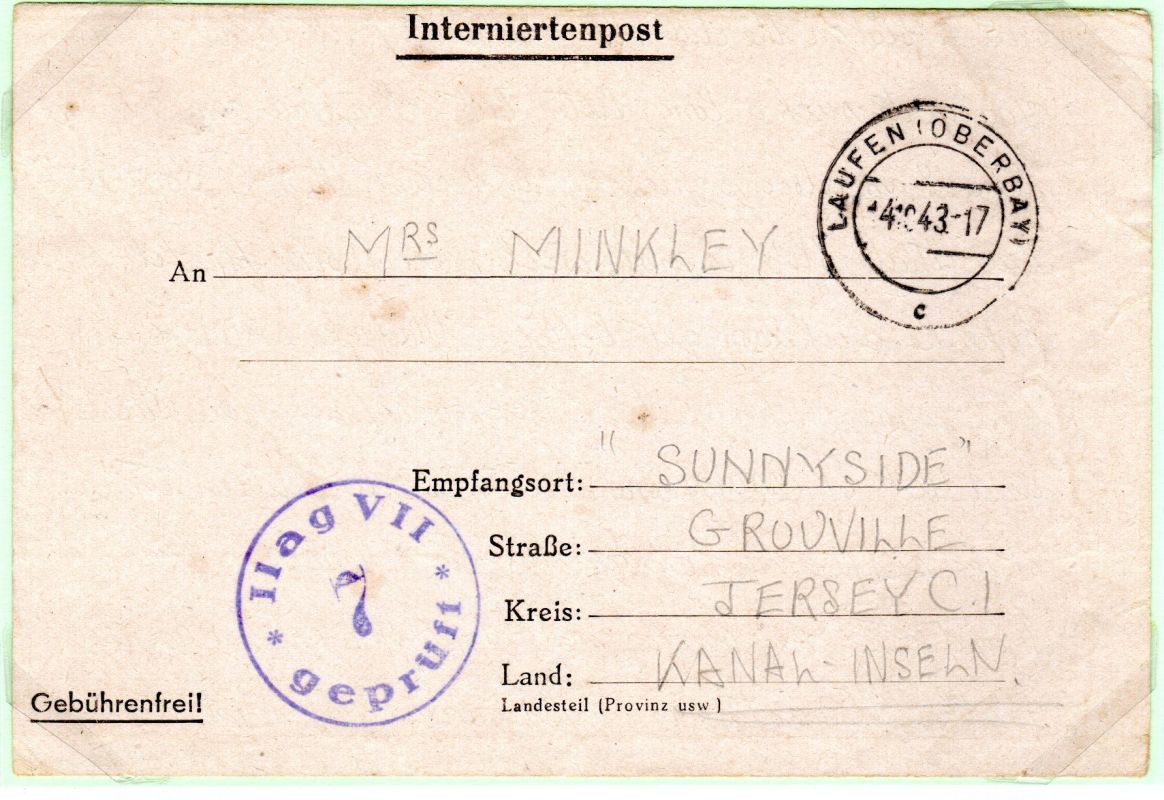 Interniertenpost
LAUFEN (OBERBAY)
43.-17
c
An MRS MINKLEY
Empfangsort: "SUNNYSIDE"
Straße: GROUVILLE
Kreis: JERSEY C.I
Land: KANAL-INSELN.
Landesteil (Provinz usw)
Ilag VII
7
* geprüft *
Gebührenfrei!